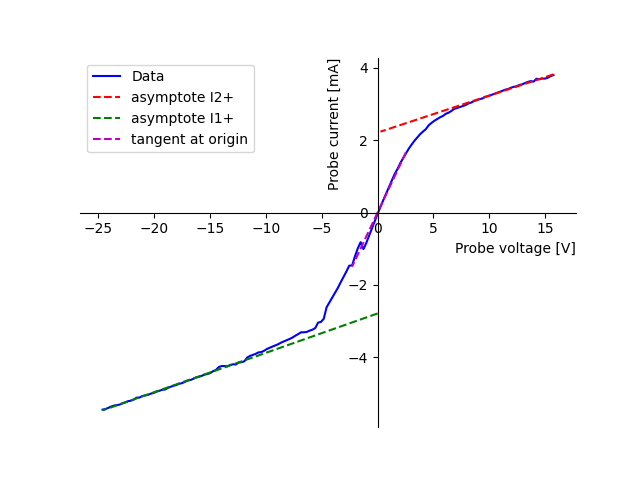 Data
asymptote I2+
asymptote I1+
tangent at origin
Probe current [mA]
4
2
0
−2
−4
−25
−20
−15
−10
−5
0
5
10
15
Probe voltage [V]